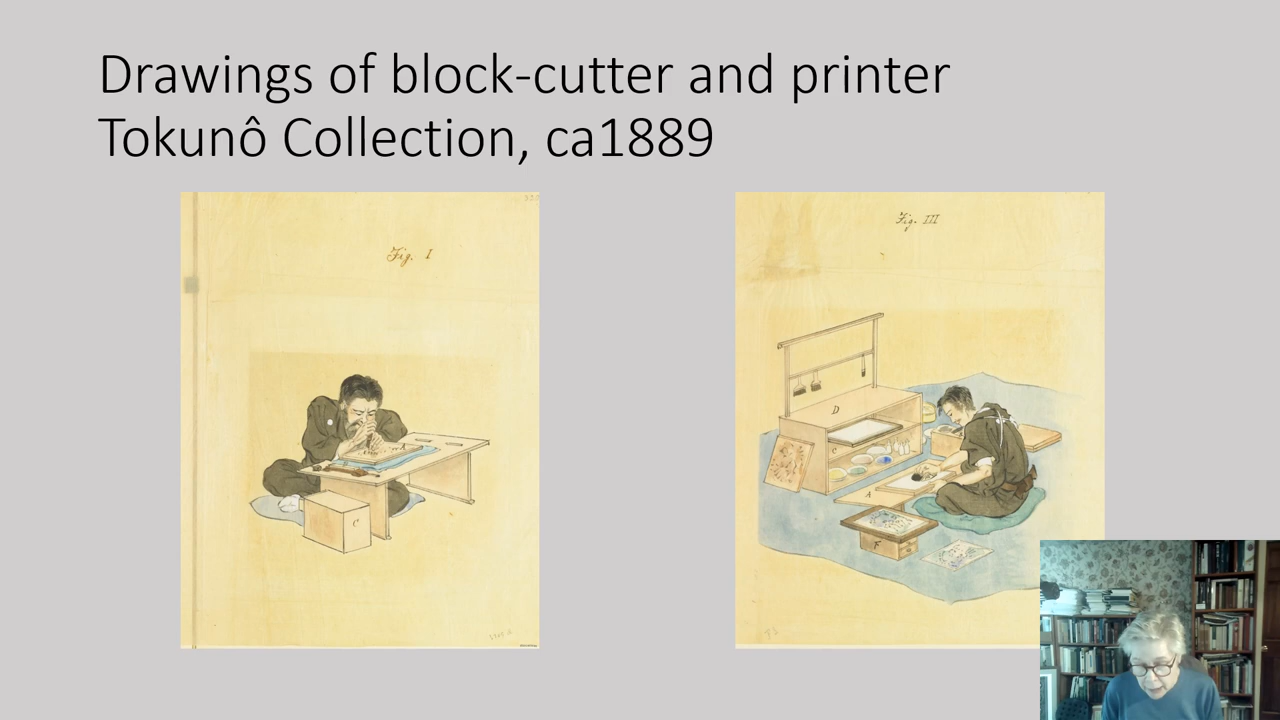 Drawings of block-cutter and printer
Tokunô Collection, ca1889
Fig. I
Fig. III
D
C
A
F
C